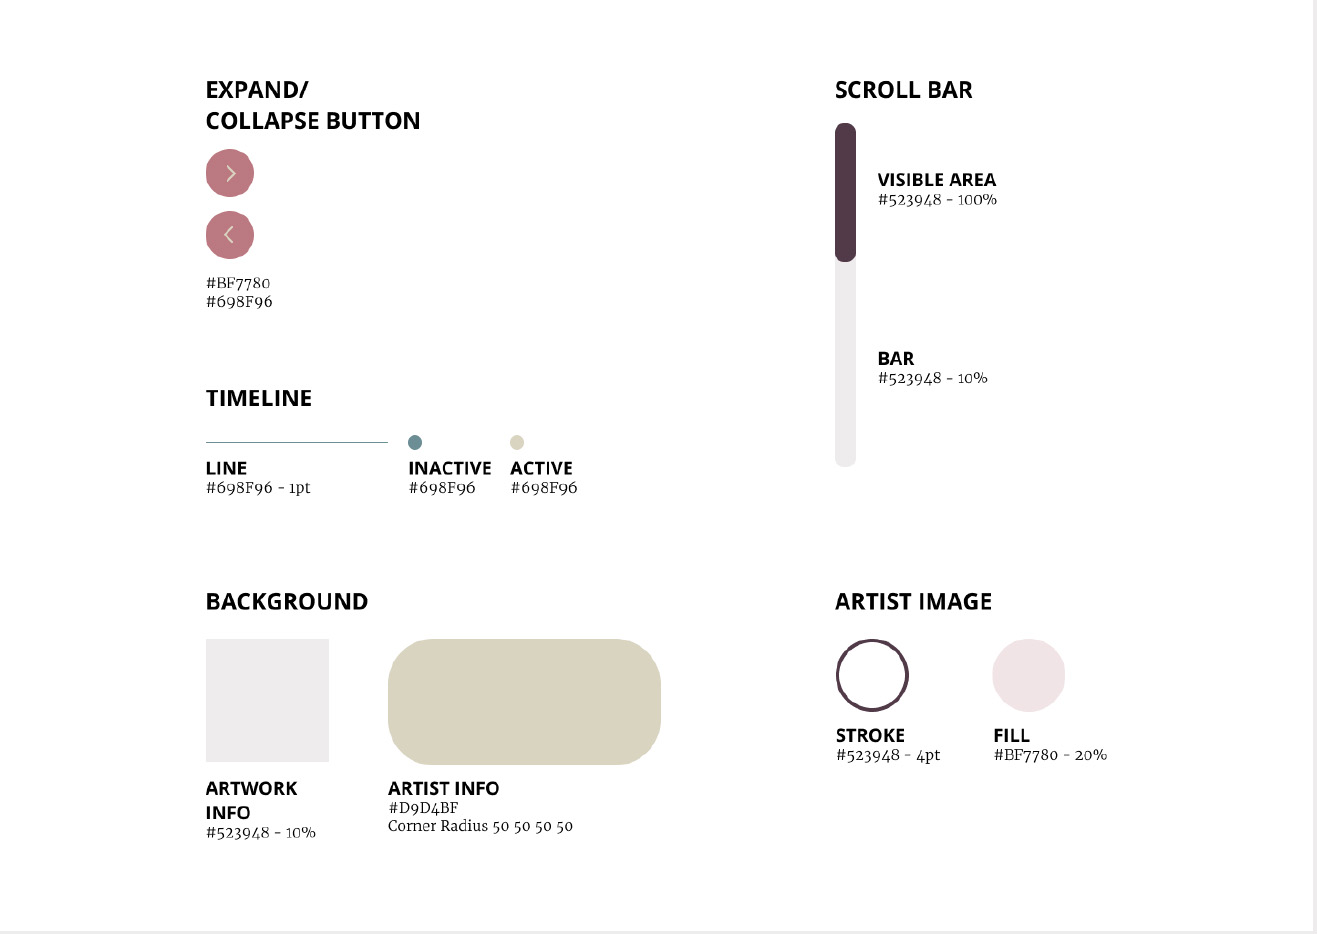 EXPAND/
COLLAPSE BUTTON
#BF7780
#698F96
SCROLL BAR
VISIBLE AREA
#523948 - 100%
BAR
#523948 - 10%
TIMELINE
LINE
#698F96 - 1pt
INACTIVE
#698F96
ACTIVE
#698F96
BACKGROUND
ARTWORK
INFO
#523948 - 10%
ARTIST INFO
#D9D4BF
Corner Radius 50 50 50 50
ARTIST IMAGE
STROKE
#523948 - 4pt
FILL
#BF7780 - 20%